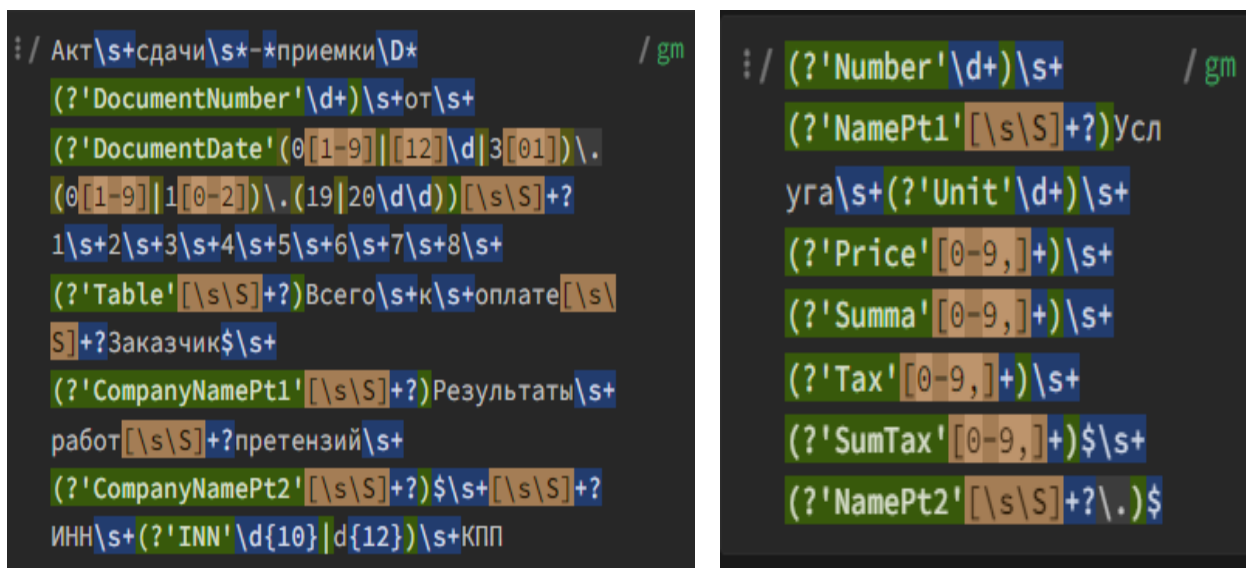 / Акт\s+сдачи\s*-*приемки\D* / gm
(?'DocumentNumber'\d+)\s+от\s+
(?'DocumentDate'(0[1-9]|[12]\d|3[01])\.
(0[1-9]|1[0-2])\.(19|20\d\d))[\s\S]+?
1\s+2\s+3\s+4\s+5\s+6\s+7\s+8\s+
(?'Table'[\s\S]+?)Всего\s+к\s+оплате[\s\
S]+?Заказчик$\s+
(?'CompanyNamePt1'[\s\S]+?)Результаты\s+
работ[\s\S]+?претензий\s+
(?'CompanyNamePt2'[\s\S]+?)$\s+[\s\S]+?
ИНН\s+(?'INN'\d{10}|d{12})\s+КПП
/ (?'Number'\d+)\s+ / gm
(?'NamePt1'[\s\S]+?)Усл
уга\s+(?'Unit'\d+)\s+
(?'Price'[0-9,]+)\s+
(?'Summa'[0-9,]+)\s+
(?'Tax'[0-9,]+)\s+
(?'SumTax'[0-9,]+)$\s+
(?'NamePt2'[\s\S]+?\.)$